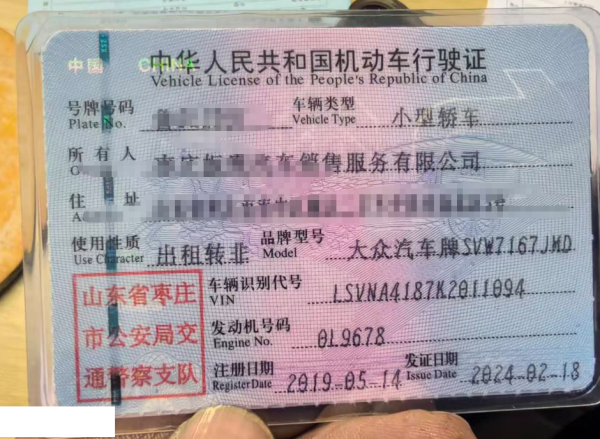 中国 CHINA
中华人民共和国机动车行驶证
Vehicle License of the People's Republic of China
号牌号码 车辆类型 小型轿车
Plate No. Vehicle Type
所有人 汽车销售服务有限公司
住址
使用性质 出租转非 品牌型号 大众汽车牌SVW7167JMD
Use Character Model
山东省枣庄
市公安局交
通警察支队
车辆识别代号 LSVNA4187K2011094
VIN
发动机号码 0L9678
Engine No.
注册日期 2019-05-14 发证日期 2024-02-18
Register Date Issue Date